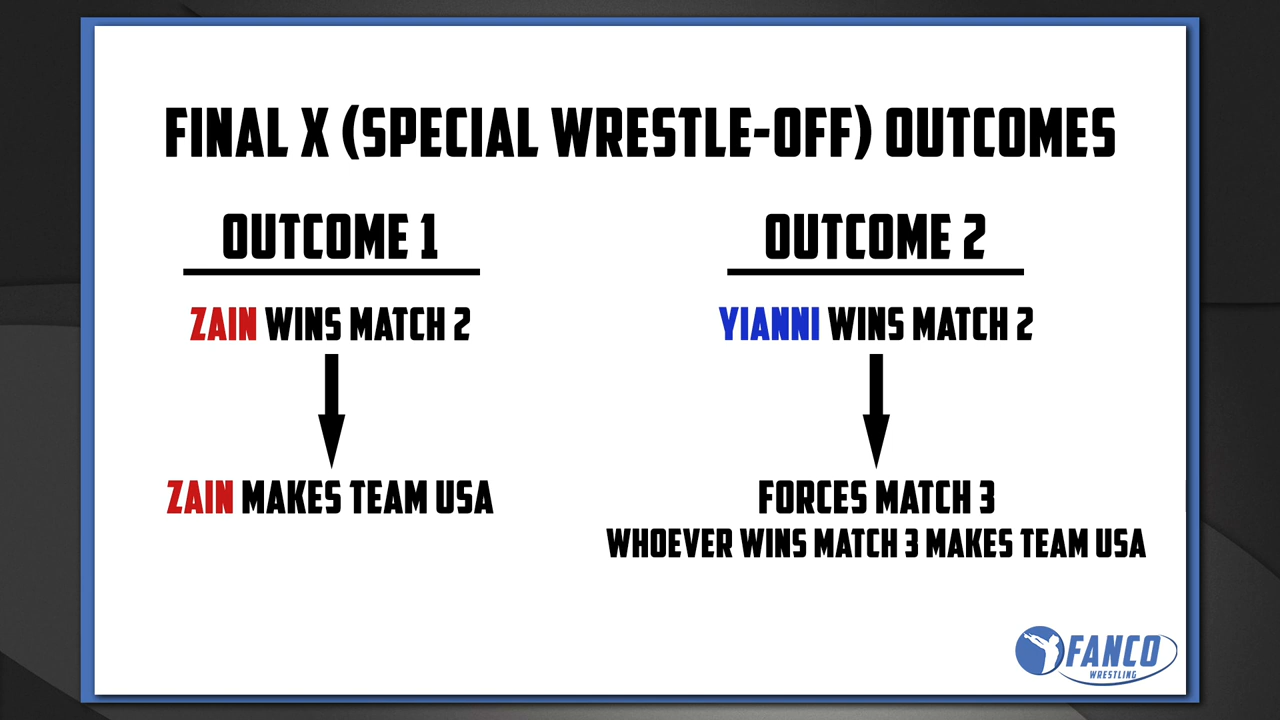 FINAL X (SPECIAL WRESTLE-OFF) OUTCOMES
OUTCOME 1
ZAIN WINS MATCH 2
ZAIN MAKES TEAM USA
OUTCOME 2
YIANNI WINS MATCH 2
FORCES MATCH 3
WHOEVER WINS MATCH 3 MAKES TEAM USA
FANCO
WRESTLING